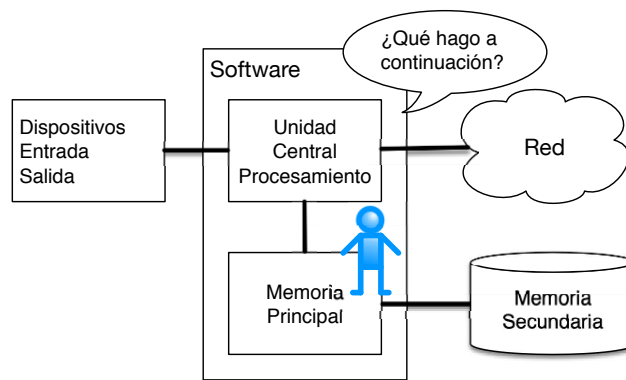 ¿Qué hago a
continuación?
Software
Dispositivos
Entrada
Salida
Unidad
Central
Procesamiento
Red
Memoria
Principal
Memoria
Secundaria